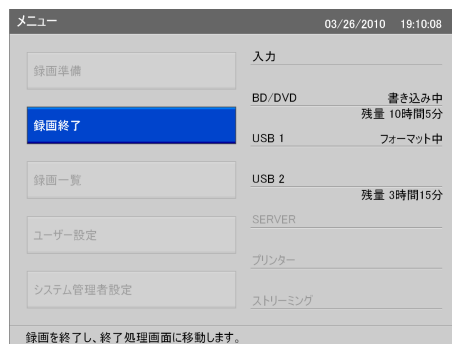 メニュー
03/26/2010 19:10:08
録画準備
録画終了
録画一覧
ユーザー設定
システム管理者設定
入力
BD/DVD 書き込み中
残量 10時間5分
USB 1 フォーマット中
USB 2
残量 3時間15分
SERVER
プリンター
ストリーミング
録画を終了し、終了処理画面に移動します。